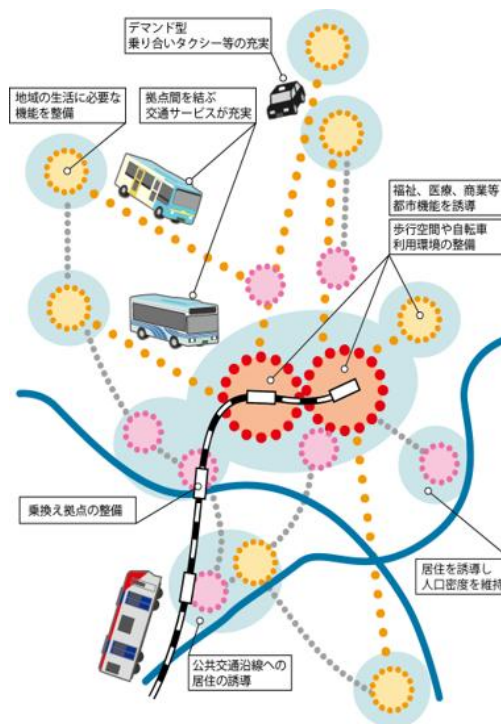 デマンド型
乗り合いタクシー等の充実
地域の生活に必要な
機能を整備
拠点間を結ぶ
交通サービスが充実
福祉、医療、商業等
都市機能を誘導
歩行空間や自転車
利用環境の整備
乗換え拠点の整備
居住を誘導し
人口密度を維持
公共交通沿線への
居住の誘導